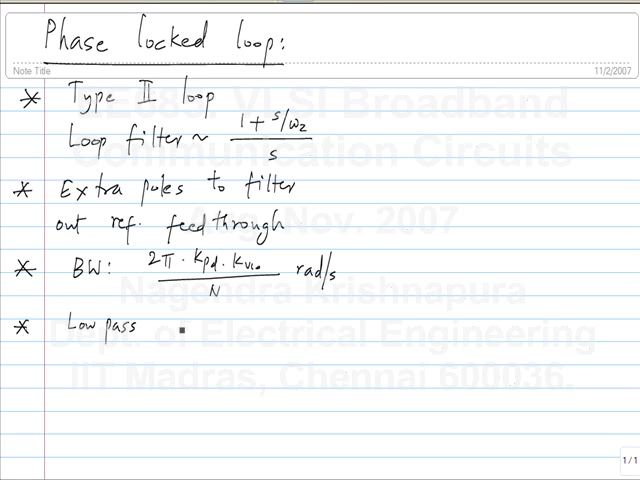 Phase locked loop:
Note Title
11/2/2007
* Type II loop
Loop filter ~ (1 + s/ω_z)/s
* Extra poles to filter
out ref. feedthrough
* BW: (2π · K_pd · K_vco)/N rad/s
* Low pass
VLSI Broadband
Communication Circuits
Nov. 2007
Nagendra Krishnapura
Dept. of Electrical Engineering
IIT Madras, Chennai 600036.
1/1